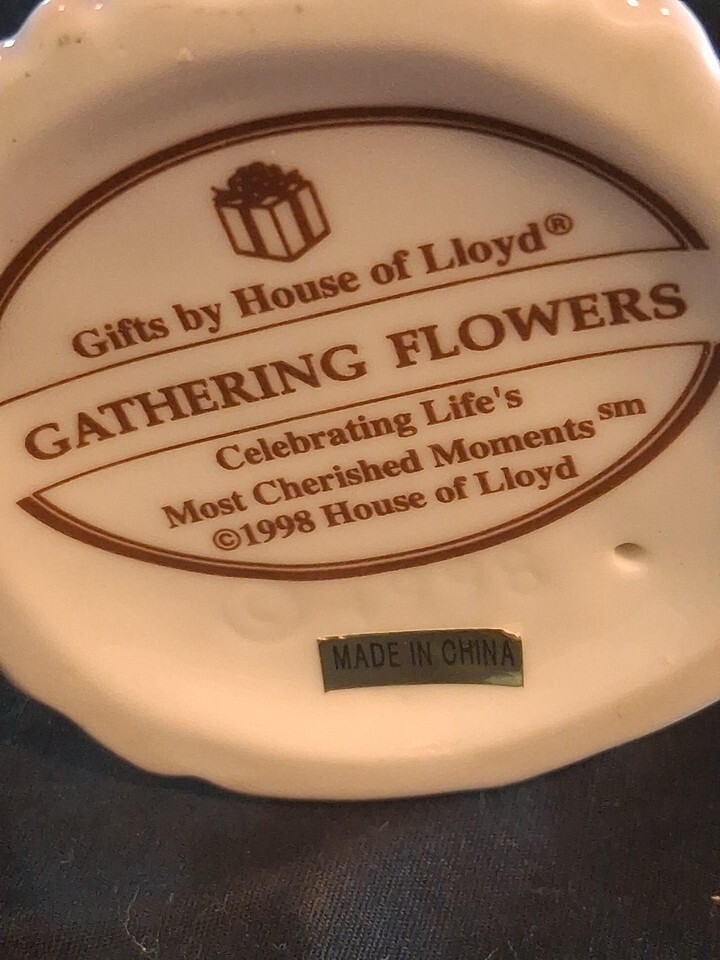 Gifts by House of Lloyd®
GATHERING FLOWERS
Celebrating Life's
Most Cherished Moments sm
©1998 House of Lloyd
© 1998
MADE IN CHINA